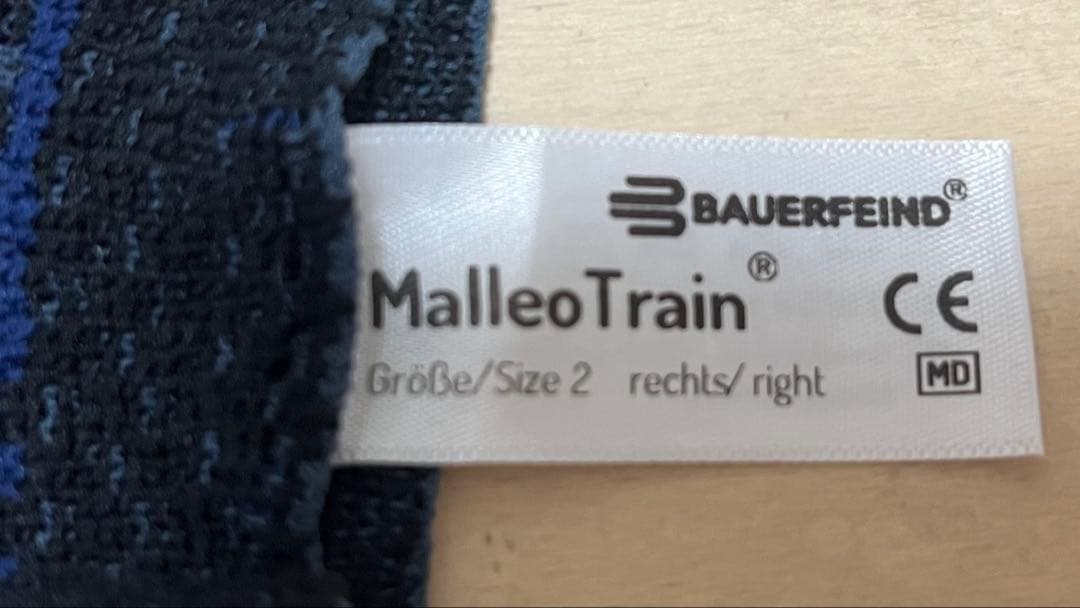 BAUERFEIND®
MalleoTrain® CE
Größe/Size 2 rechts/ right MD